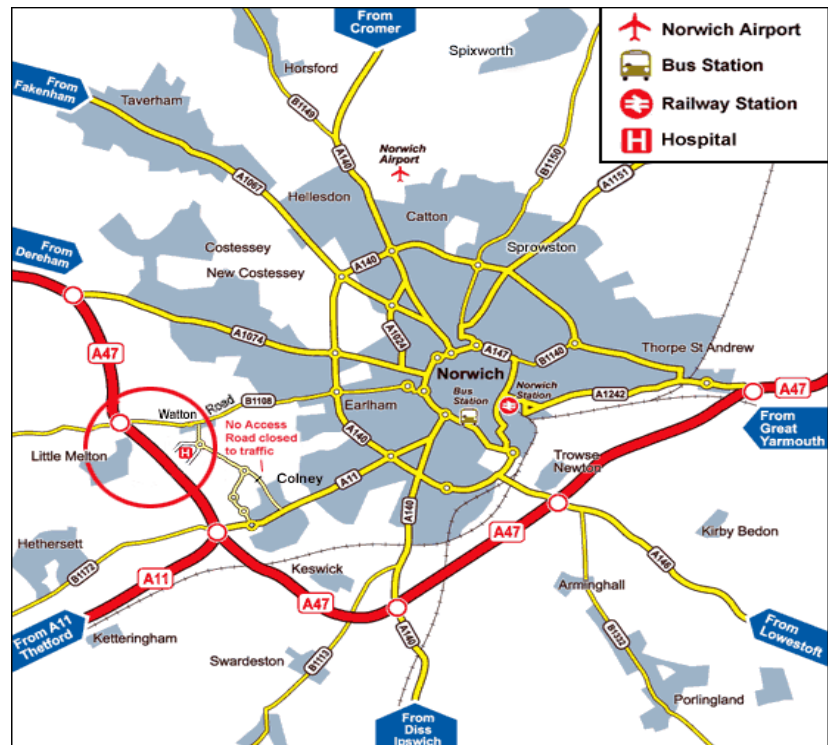 From
Cromer
Spixworth
Horsford
Norwich Airport
Bus Station
Railway Station
Hospital
H
From
Fakenham
Taverham
B1149
A140
Norwich
Airport
B1150
A1151
A1067
Hellesdon
Catton
Sprowston
From
Dereham
Costessey
New Costessey
A140
A47
A1074
A1024
A147
B1140
Thorpe St Andrew
Norwich
Bus
Station
Norwich
Station
A1242
A47
From
Great
Yarmouth
Watton
Road
B1108
Earlham
No Access
Road closed
to traffic
Little Melton
H
Colney
A140
A11
A140
Trowse
Newton
A47
Kirby Bedon
Hethersett
B1172
A11
A47
Keswick
Arminghall
A146
From A11
Thetford
Ketteringham
Swardeston
B1113
A140
B1332
From
Lowestoft
Porlingland
From
Diss
Ipswich